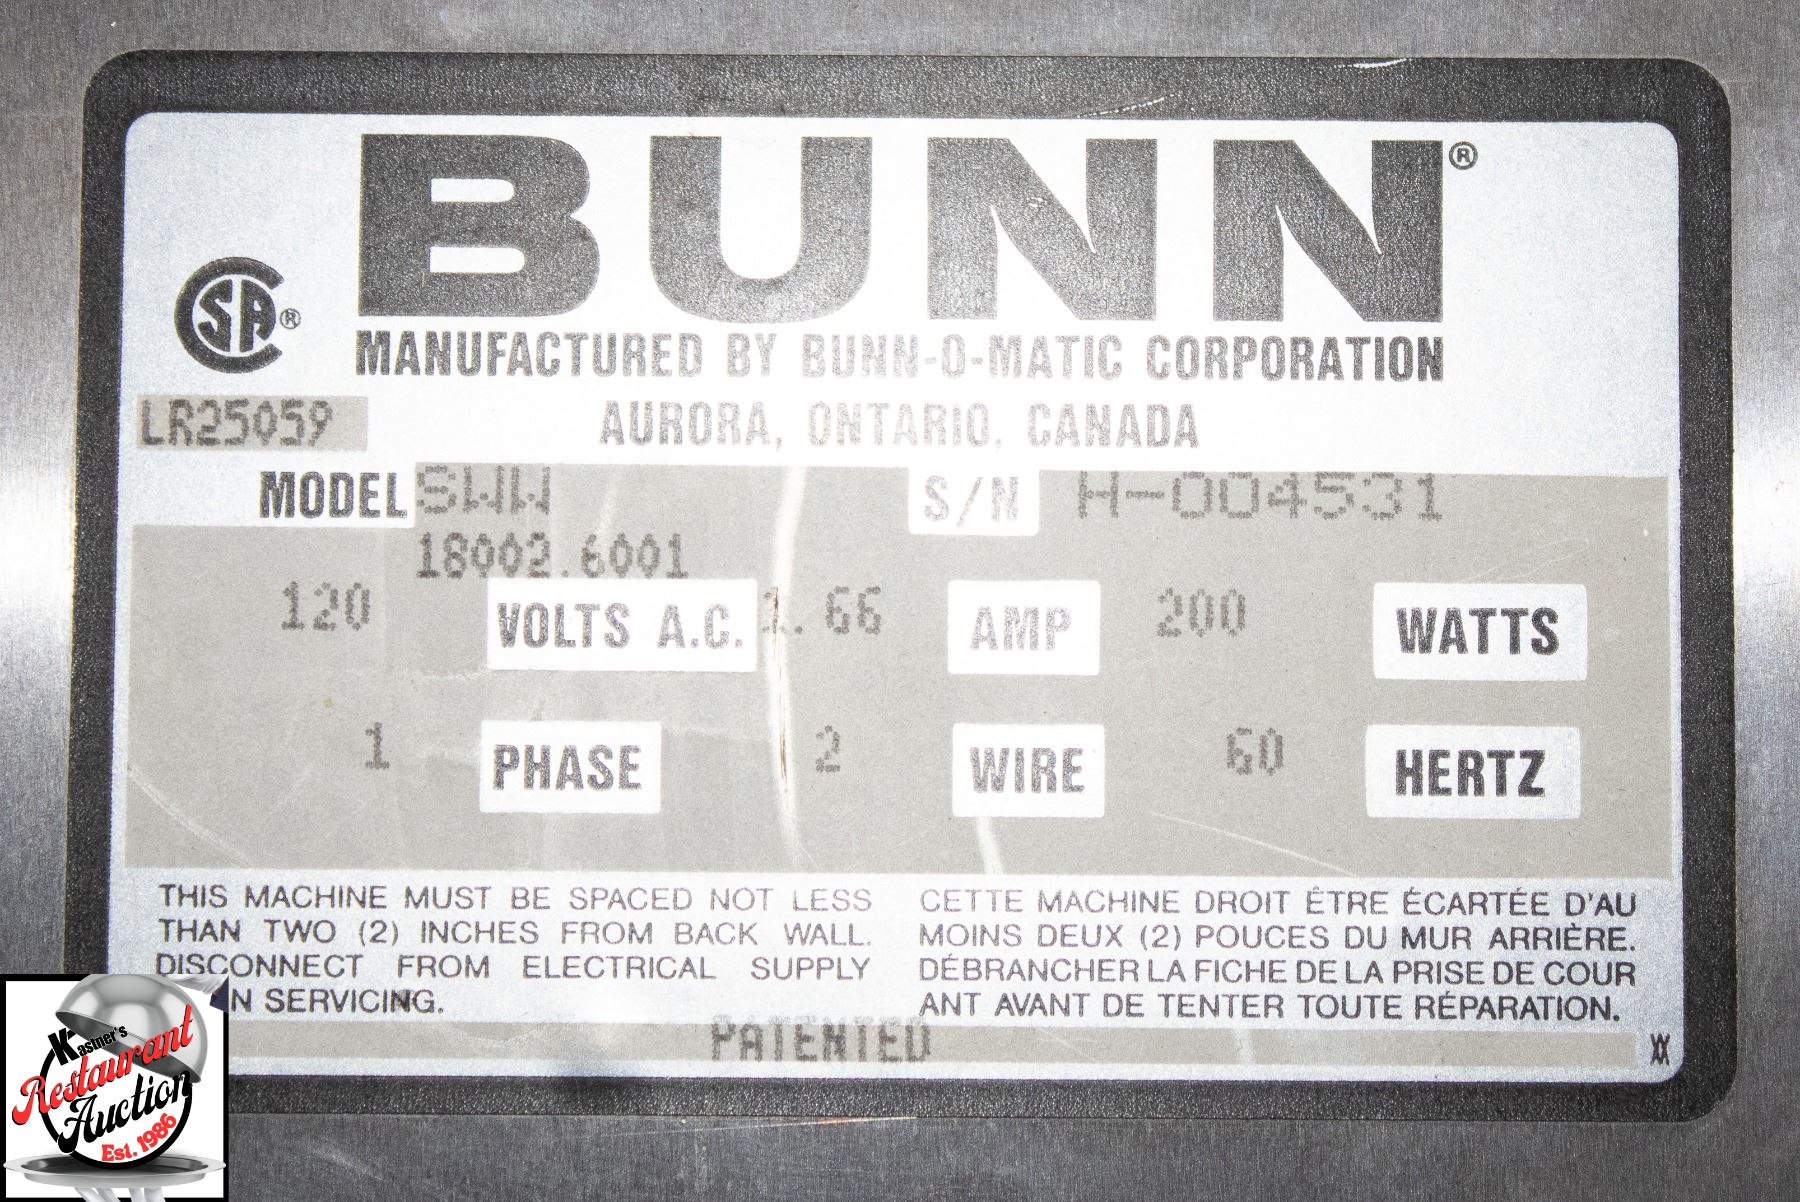 BUNN®
CSA®
MANUFACTURED BY BUNN-O-MATIC CORPORATION
LR25059
AURORA, ONTARIO, CANADA
MODEL SWW S/N H-004531
18002.6001
120 VOLTS A.C. 1.66 AMP 200 WATTS
1 PHASE 2 WIRE 60 HERTZ
THIS MACHINE MUST BE SPACED NOT LESS
THAN TWO (2) INCHES FROM BACK WALL.
DISCONNECT FROM ELECTRICAL SUPPLY
N SERVICING.
CETTE MACHINE DROIT ÊTRE ÉCARTÉE D'AU
MOINS DEUX (2) POUCES DU MUR ARRIÈRE.
DÉBRANCHER LA FICHE DE LA PRISE DE COUR
ANT AVANT DE TENTER TOUTE RÉPARATION.
PATENTED
Kastner's
Restaurant
Auction
Est. 1986